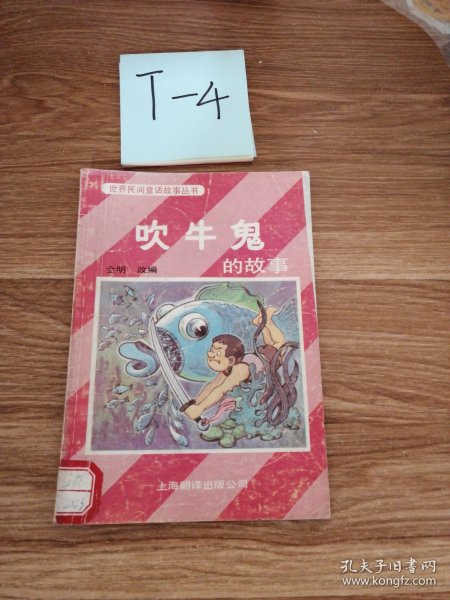 T-4
世界民间童话故事丛书
吹牛鬼
的故事
仝明 改编
上海翻译出版公司
孔夫子旧书网
www.kongfz.com